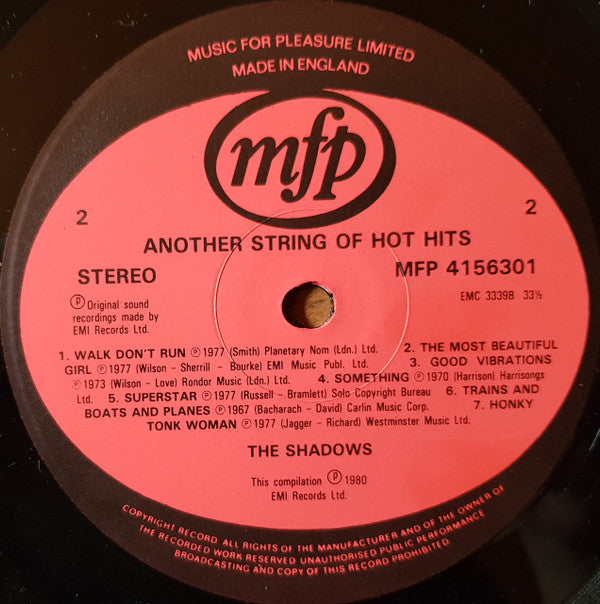 MUSIC FOR PLEASURE LIMITED
MADE IN ENGLAND
mfp
2
2
ANOTHER STRING OF HOT HITS
STEREO
MFP 4156301
EMC 3339B 33⅓
Ⓟ Original sound
recordings made by
EMI Records Ltd.
1. WALK DON'T RUN Ⓟ 1977 (Smith) Planetary Nom (Ldn.) Ltd. 2. THE MOST BEAUTIFUL
GIRL Ⓟ 1977 (Wilson - Sherrill - Bourke) EMI Music Publ. Ltd. 3. GOOD VIBRATIONS
Ⓟ 1973 (Wilson - Love) Rondor Music (Ldn.) Ltd. 4. SOMETHING Ⓟ 1970 (Harrison) Harrisongs
Ltd. 5. SUPERSTAR Ⓟ 1977 (Russell - Bramlett) Solo Copyright Bureau 6. TRAINS AND
BOATS AND PLANES Ⓟ 1967 (Bacharach - David) Carlin Music Corp. 7. HONKY
TONK WOMAN Ⓟ 1977 (Jagger - Richard) Westminster Music Ltd.
THE SHADOWS
This compilation Ⓟ 1980
EMI Records Ltd.
COPYRIGHT RECORD ALL RIGHTS OF THE MANUFACTURER AND OF THE OWNER OF
THE RECORDED WORK RESERVED UNAUTHORISED PUBLIC PERFORMANCE
BROADCASTING AND COPY OF THIS RECORD PROHIBITED